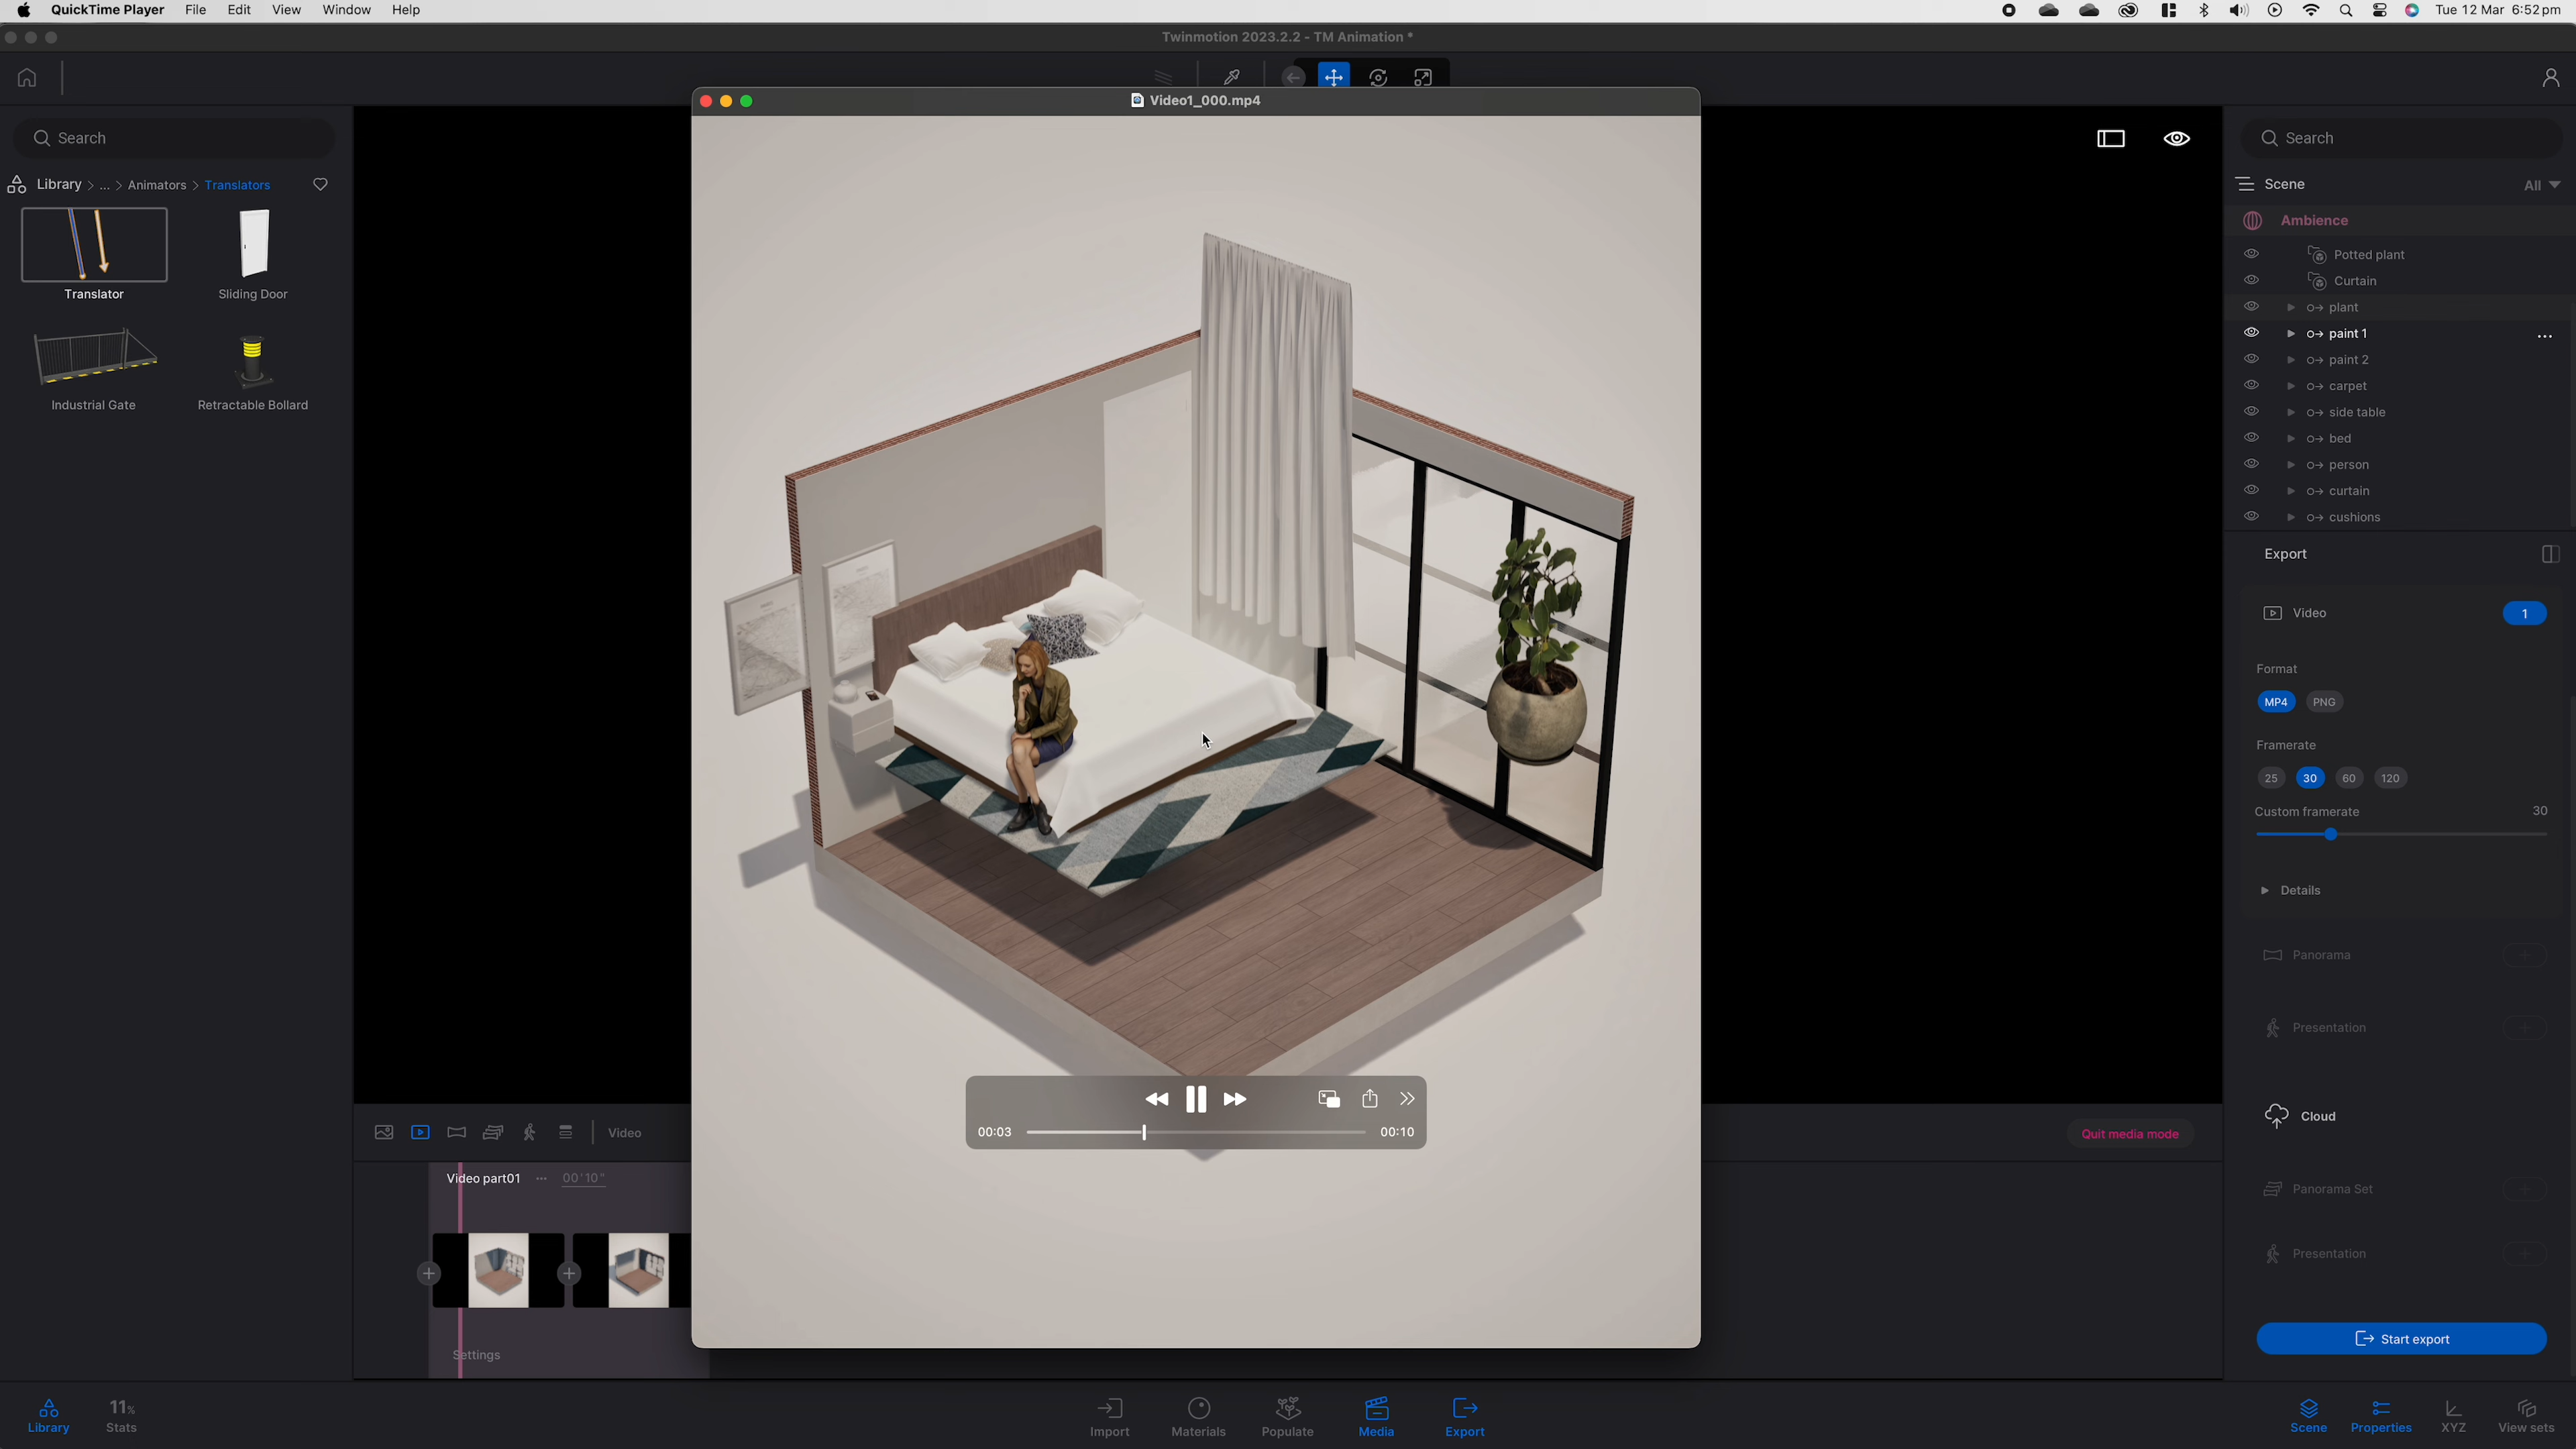 QuickTime Player File Edit View Window Help Tue 12 Mar 6:52 pm
Twinmotion 2023.2.2 - TM Animation *
Video1_000.mp4
Search
Library > ... > Animators > Translators
Translator
Sliding Door
Industrial Gate
Retractable Bollard
00:03
00:10
Video
Quit media mode
Video part01 ... 00'10"
Settings
Search
Scene
All
Ambience
Potted plant
Curtain
plant
paint 1
paint 2
carpet
side table
bed
person
curtain
cushions
Export
Video
1
Format
MP4 PNG
Framerate
25 30 60 120
Custom framerate 30
Details
Panorama
Presentation
Cloud
Panorama Set
Presentation
Start export
Library
11%
Stats
Import
Materials
Populate
Media
Export
Scene
Properties
XYZ
View sets